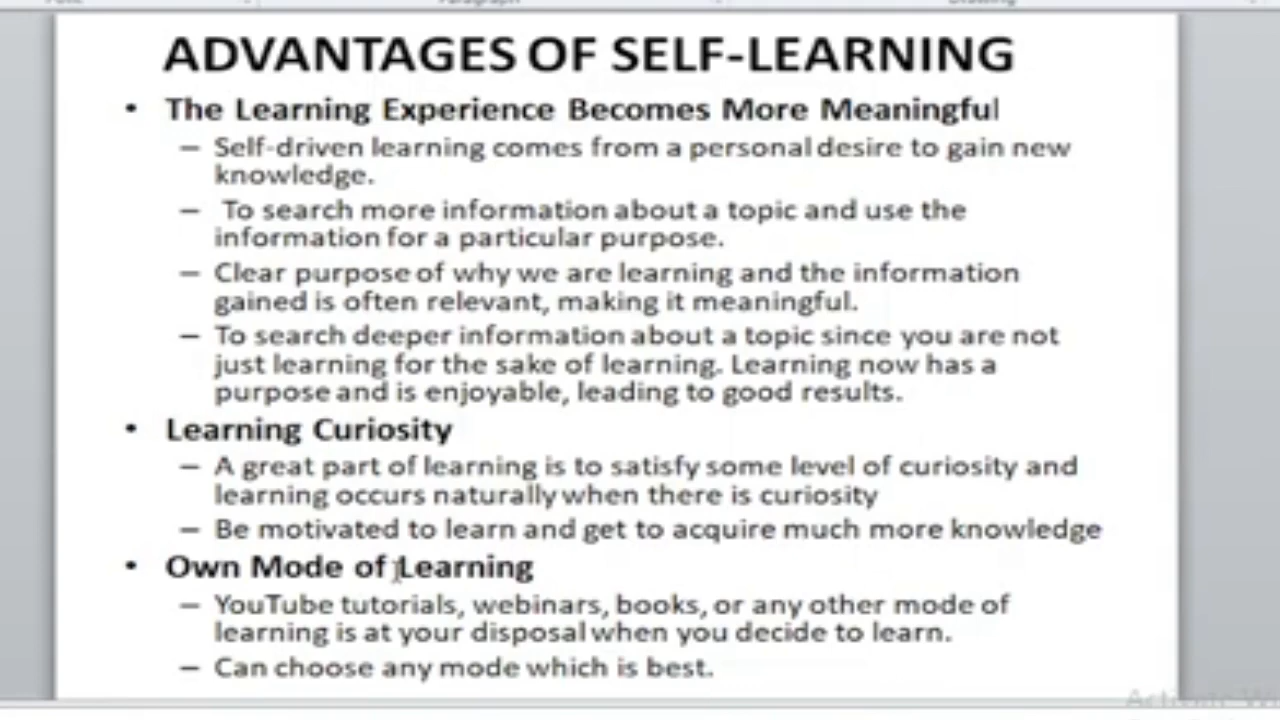 ADVANTAGES OF SELF-LEARNING
• The Learning Experience Becomes More Meaningful
– Self-driven learning comes from a personal desire to gain new
knowledge.
– To search more information about a topic and use the
information for a particular purpose.
– Clear purpose of why we are learning and the information
gained is often relevant, making it meaningful.
– To search deeper information about a topic since you are not
just learning for the sake of learning. Learning now has a
purpose and is enjoyable, leading to good results.
• Learning Curiosity
– A great part of learning is to satisfy some level of curiosity and
learning occurs naturally when there is curiosity
– Be motivated to learn and get to acquire much more knowledge
• Own Mode of Learning
– YouTube tutorials, webinars, books, or any other mode of
learning is at your disposal when you decide to learn.
– Can choose any mode which is best.
Activate